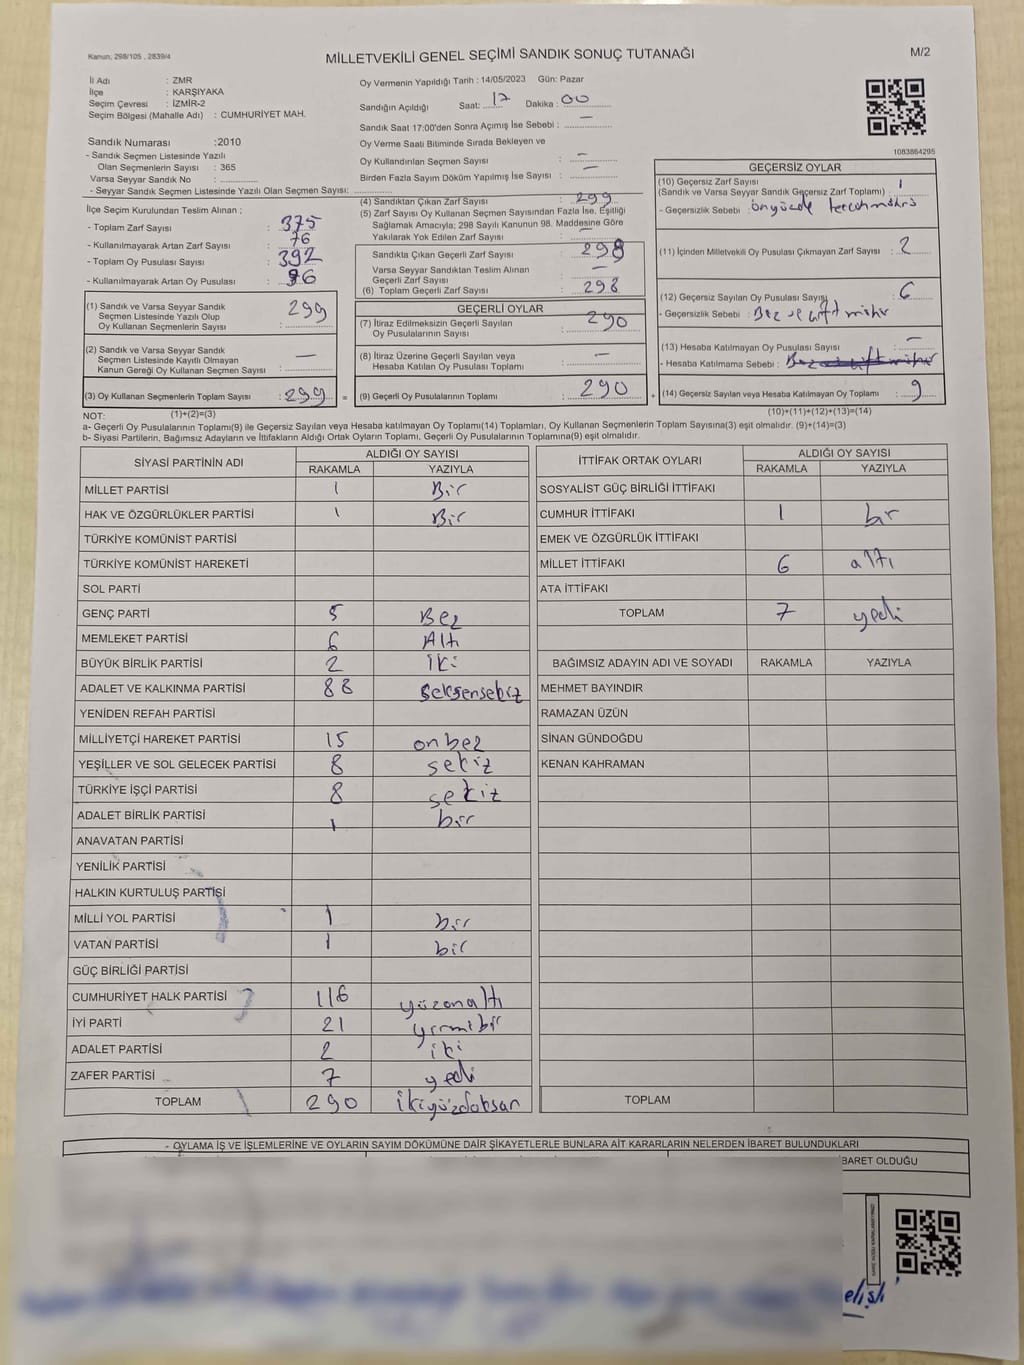 Kanun; 298/105 , 2839/4
MİLLETVEKİLİ GENEL SEÇİMİ SANDIK SONUÇ TUTANAĞI
M/2
İl Adı : ZMR
İlçe : KARŞIYAKA
Seçim Çevresi : İZMİR-2
Seçim Bölgesi (Mahalle Adı) : CUMHURİYET MAH.
Sandık Numarası :2010
- Sandık Seçmen Listesinde Yazılı
Olan Seçmenlerin Sayısı : 365
Varsa Seyyar Sandık No :
- Seyyar Sandık Seçmen Listesinde Yazılı Olan Seçmen Sayısı:
İlçe Seçim Kurulundan Teslim Alınan ;
- Toplam Zarf Sayısı : 375
- Kullanılmayarak Artan Zarf Sayısı : 76
- Toplam Oy Pusulası Sayısı : 392
- Kullanılmayarak Artan Oy Pusulası : 96
(1) Sandık ve Varsa Seyyar Sandık
Seçmen Listesinde Yazılı Olup
Oy Kullanan Seçmenlerin Sayısı : 299
(2) Sandık ve Varsa Seyyar Sandık
Seçmen Listesinde Kayıtlı Olmayan
Kanun Gereği Oy Kullanan Seçmen Sayısı : —
(3) Oy Kullanan Seçmenlerin Toplam Sayısı : 299 =
Oy Vermenin Yapıldığı Tarih : 14/05/2023 Gün: Pazar
Sandığın Açıldığı Saat: 17 Dakika : 00
Sandık Saat 17:00'den Sonra Açımış İse Sebebi : —
Oy Verme Saati Bitiminde Sırada Bekleyen ve
Oy Kullandırılan Seçmen Sayısı : —
Birden Fazla Sayım Döküm Yapılmış İse Sayısı : —
(4) Sandıktan Çıkan Zarf Sayısı : 299
(5) Zarf Sayısı Oy Kullanan Seçmen Sayısından Fazla İse, Eşitliği
Sağlamak Amacıyla; 298 Sayılı Kanunun 98. Maddesine Göre
Yakılarak Yok Edilen Zarf Sayısı : —
Sandıkta Çıkan Geçerli Zarf Sayısı : 298
Varsa Seyyar Sandıktan Teslim Alınan
Geçerli Zarf Sayısı : —
(6) Toplam Geçerli Zarf Sayısı : 298
GEÇERLİ OYLAR
(7) İtiraz Edilmeksizin Geçerli Sayılan
Oy Pusulalarının Sayısı : 290
(8) İtiraz Üzerine Geçerli Sayılan veya
Hesaba Katılan Oy Pusulası Toplamı : —
(9) Geçerli Oy Pusulalarının Toplamı : 290 +
1083864295
GEÇERSİZ OYLAR
(10) Geçersiz Zarf Sayısı
(Sandık ve Varsa Seyyar Sandık Geçersiz Zarf Toplamı) : 1
- Geçersizlik Sebebi : önyüzde
(11) İçinden Milletvekili Oy Pusulası Çıkmayan Zarf Sayısı : 2
(12) Geçersiz Sayılan Oy Pusulası Sayısı : 6
- Geçersizlik Sebebi : Boş ve çift mühür
(13) Hesaba Katılmayan Oy Pusulası Sayısı : —
- Hesaba Katılmama Sebebi :
(14) Geçersiz Sayılan veya Hesaba Katılmayan Oy Toplamı : 9
NOT: (1)+(2)=(3)
(10)+(11)+(12)+(13)=(14)
a- Geçerli Oy Pusulalarının Toplamı(9) ile Geçersiz Sayılan veya Hesaba Katılmayan Oy Toplamı(14) Toplamları, Oy Kullanan Seçmenlerin Toplam Sayısına(3) eşit olmalıdır. (9)+(14)=(3)
b- Siyasi Partilerin, Bağımsız Adayların ve İttifakların Aldığı Ortak Oyların Toplamı, Geçerli Oy Pusulalarının Toplamına(9) eşit olmalıdır.
SİYASİ PARTİNİN ADI ALDIĞI OY SAYISI
RAKAMLA YAZIYLA
MİLLET PARTİSİ 1 Bir
HAK VE ÖZGÜRLÜKLER PARTİSİ 1 Bir
TÜRKİYE KOMÜNİST PARTİSİ
TÜRKİYE KOMÜNİST HAREKETİ
SOL PARTİ
GENÇ PARTİ 5 Beş
MEMLEKET PARTİSİ 6 Altı
BÜYÜK BİRLİK PARTİSİ 2 İki
ADALET VE KALKINMA PARTİSİ 88 Seksensekiz
YENİDEN REFAH PARTİSİ
MİLLİYETÇİ HAREKET PARTİSİ 15 onbeş
YEŞİLLER VE SOL GELECEK PARTİSİ 8 sekiz
TÜRKİYE İŞÇİ PARTİSİ 8 sekiz
ADALET BİRLİK PARTİSİ 1 bir
ANAVATAN PARTİSİ
YENİLİK PARTİSİ
HALKIN KURTULUŞ PARTİSİ
MİLLİ YOL PARTİSİ 1 bir
VATAN PARTİSİ 1 bir
GÜÇ BİRLİĞİ PARTİSİ
CUMHURİYET HALK PARTİSİ 116 yüzonaltı
İYİ PARTİ 21 yirmibir
ADALET PARTİSİ 2 iki
ZAFER PARTİSİ 7 yedi
TOPLAM 290 ikiyüzdoksan
İTTİFAK ORTAK OYLARI ALDIĞI OY SAYISI
RAKAMLA YAZIYLA
SOSYALİST GÜÇ BİRLİĞİ İTTİFAKI
CUMHUR İTTİFAKI 1 bir
EMEK VE ÖZGÜRLÜK İTTİFAKI
MİLLET İTTİFAKI 6 altı
ATA İTTİFAKI
TOPLAM 7 yedi
BAĞIMSIZ ADAYIN ADI VE SOYADI RAKAMLA YAZIYLA
MEHMET BAYINDIR
RAMAZAN ÜZÜN
SİNAN GÜNDOĞDU
KENAN KAHRAMAN
TOPLAM
- OYLAMA İŞ VE İŞLEMLERİNE VE OYLARIN SAYIM DÖKÜMÜNE DAİR ŞİKAYETLERLE BUNLARA AİT KARARLARIN NELERDEN İBARET BULUNDUKLARI
BARET OLDUĞU